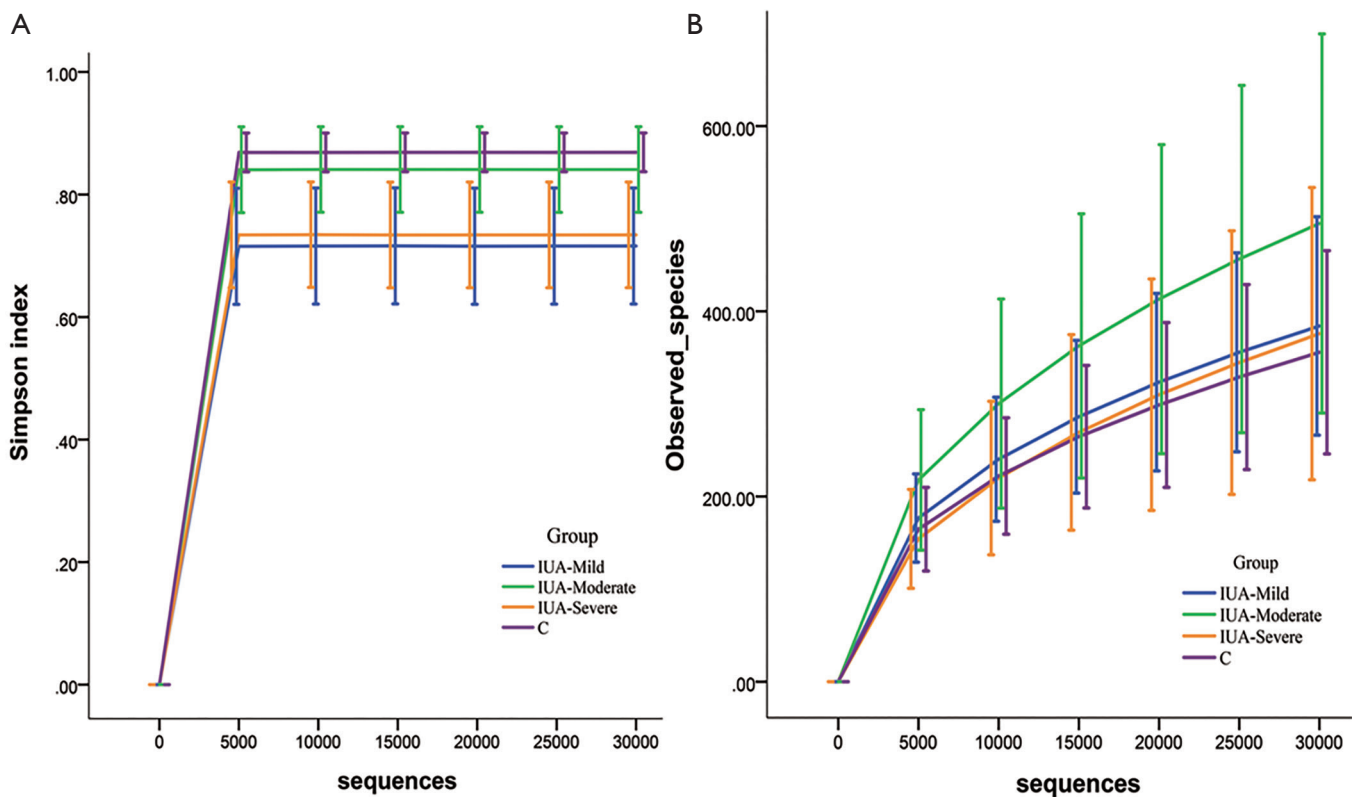 A
1.00
.80
.60
.40
.20
.00
Simpson index
Group
IUA-Mild
IUA-Moderate
IUA-Severe
C
0 5000 10000 15000 20000 25000 30000
sequences
B
600.00
400.00
200.00
.00
Observed_species
Group
IUA-Mild
IUA-Moderate
IUA-Severe
C
0 5000 10000 15000 20000 25000 30000
sequences